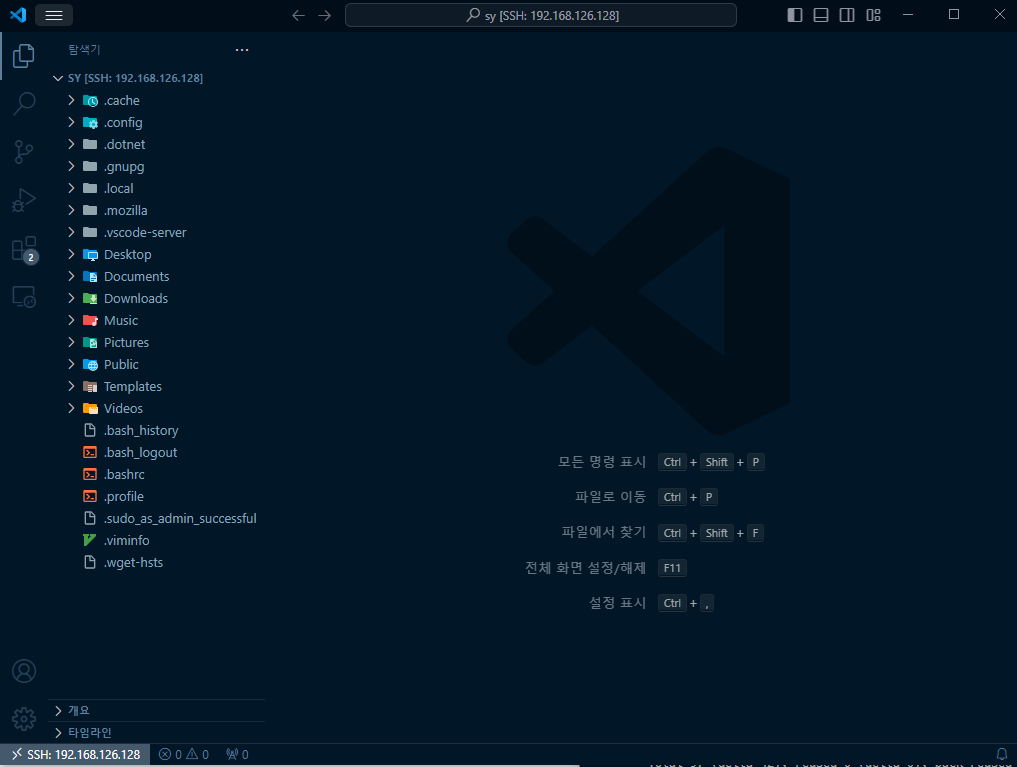 sy [SSH: 192.168.126.128]
탐색기
SY [SSH: 192.168.126.128]
.cache
.config
.dotnet
.gnupg
.local
.mozilla
.vscode-server
Desktop
Documents
Downloads
Music
Pictures
Public
Templates
Videos
.bash_history
.bash_logout
.bashrc
.profile
.sudo_as_admin_successful
.viminfo
.wget-hsts
2
모든 명령 표시 Ctrl + Shift + P
파일로 이동 Ctrl + P
파일에서 찾기 Ctrl + Shift + F
전체 화면 설정/해제 F11
설정 표시 Ctrl + ,
개요
타임라인
SSH: 192.168.126.128 0 0 0